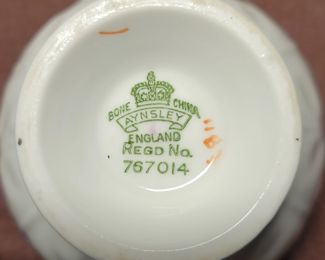 BONE CHINA
AYNSLEY
ENGLAND
REGD NO.
767014